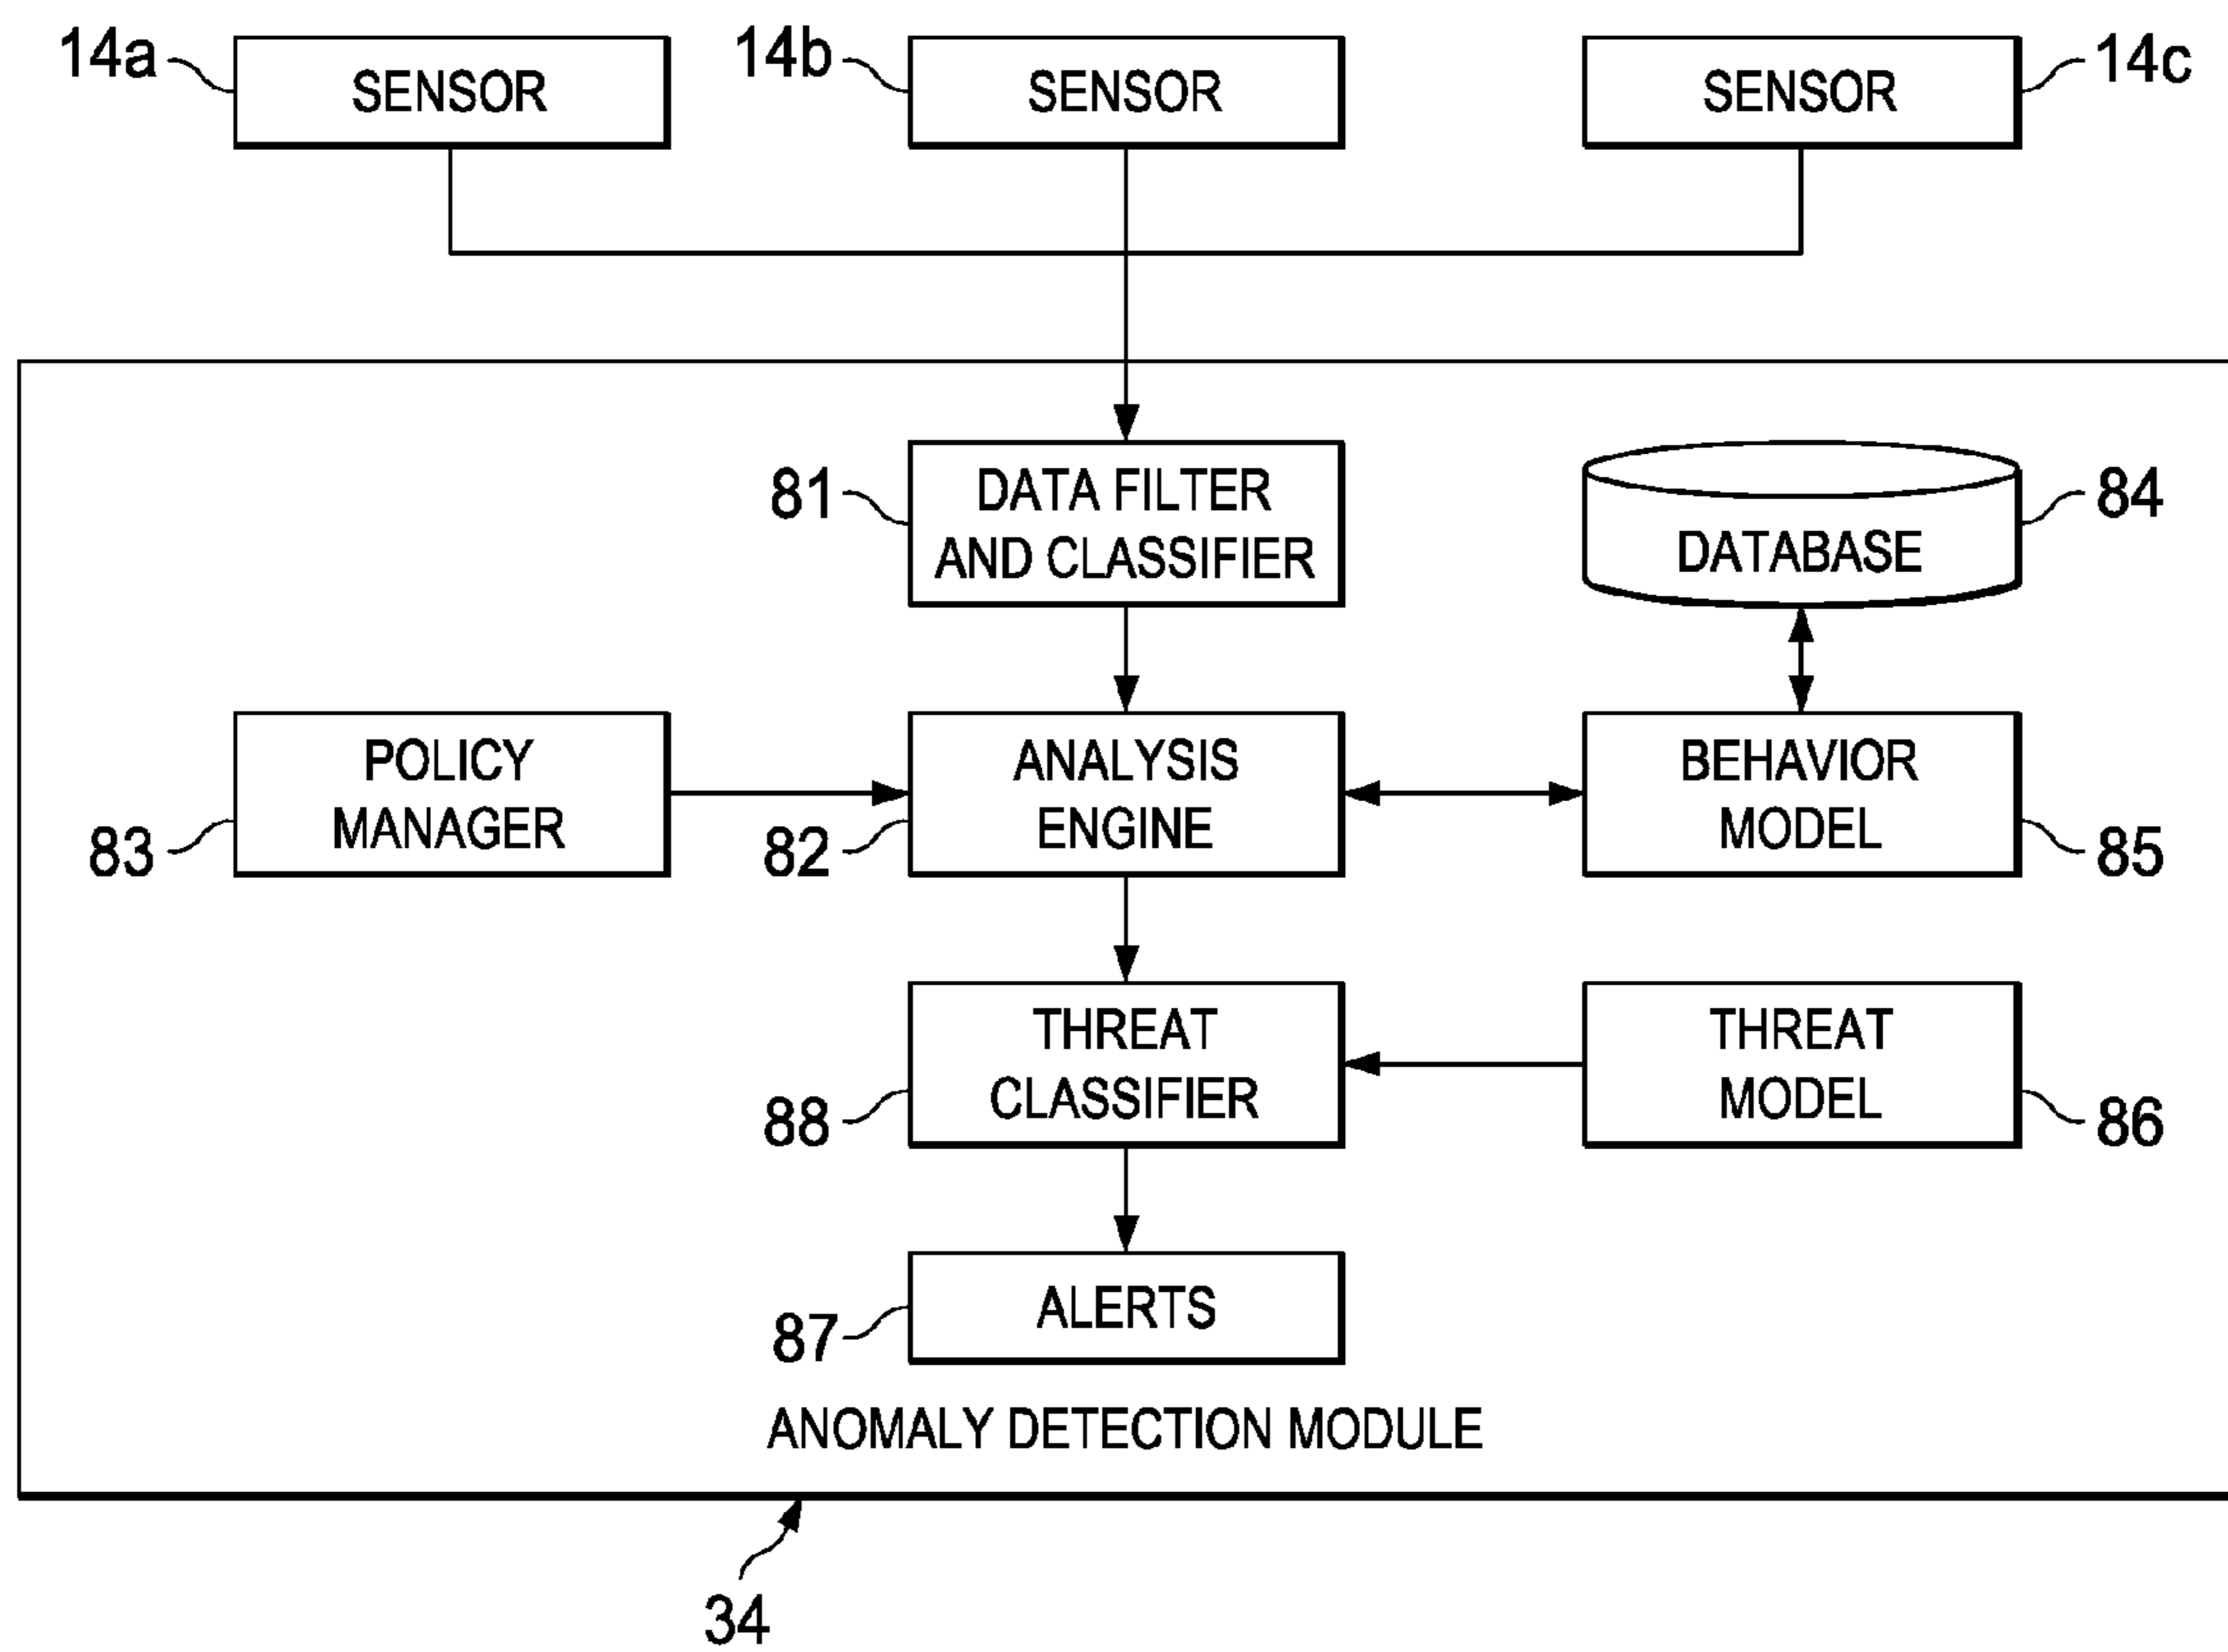 14a
SENSOR
14b
SENSOR
SENSOR
14c
81
DATA FILTER
AND CLASSIFIER
DATABASE
84
POLICY
MANAGER
83
ANALYSIS
ENGINE
82
BEHAVIOR
MODEL
85
THREAT
CLASSIFIER
88
THREAT
MODEL
86
ALERTS
87
ANOMALY DETECTION MODULE
34